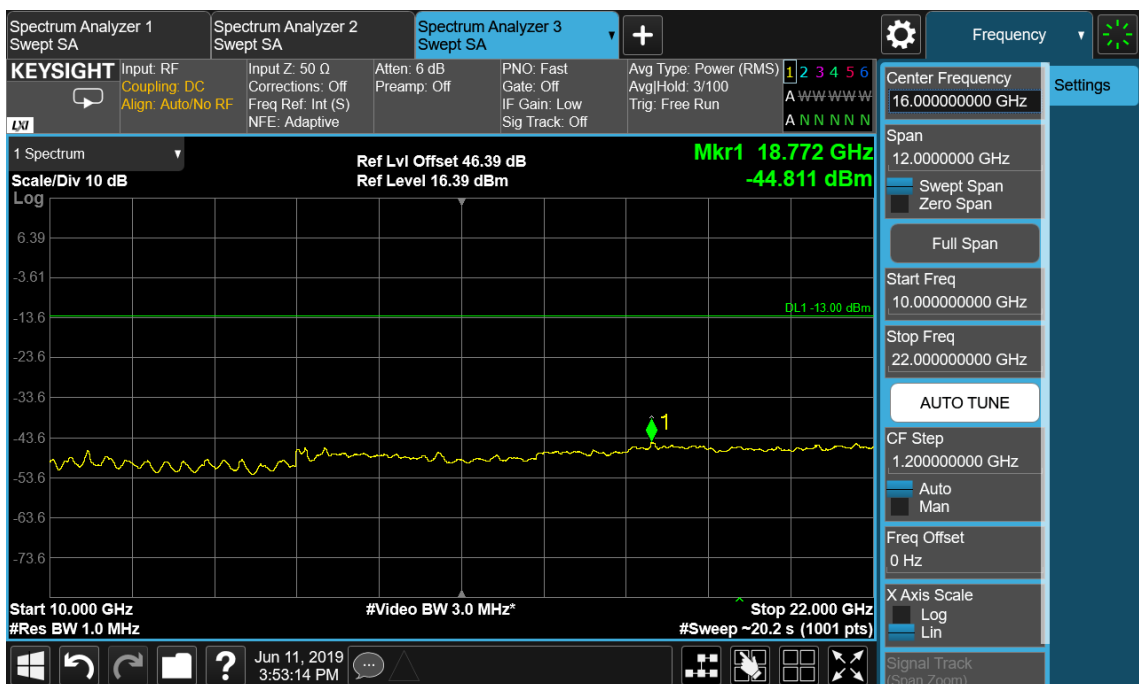 Spectrum Analyzer 1
Swept SA
Spectrum Analyzer 2
Swept SA
Spectrum Analyzer 3
Swept SA
Frequency
KEYSIGHT
LXI
Input: RF
Coupling: DC
Align: Auto/No RF
Input Z: 50 Ω
Corrections: Off
Freq Ref: Int (S)
NFE: Adaptive
Atten: 6 dB
Preamp: Off
PNO: Fast
Gate: Off
IF Gain: Low
Sig Track: Off
Avg Type: Power (RMS)
Avg|Hold: 3/100
Trig: Free Run
1 2 3 4 5 6
A W W W W W
A N N N N N
1 Spectrum
Scale/Div 10 dB
Log
Ref Lvl Offset 46.39 dB
Ref Level 16.39 dBm
Mkr1 18.772 GHz
-44.811 dBm
6.39
-3.61
DL1 -13.00 dBm
-13.6
-23.6
-33.6
1
-43.6
-53.6
-63.6
-73.6
Start 10.000 GHz
#Res BW 1.0 MHz
#Video BW 3.0 MHz*
Stop 22.000 GHz
#Sweep ~20.2 s (1001 pts)
Center Frequency
16.000000000 GHz
Settings
Span
12.0000000 GHz
Swept Span
Zero Span
Full Span
Start Freq
10.000000000 GHz
Stop Freq
22.000000000 GHz
AUTO TUNE
CF Step
1.200000000 GHz
Auto
Man
Freq Offset
0 Hz
X Axis Scale
Log
Lin
Signal Track
(Span Zoom)
?
Jun 11, 2019
3:53:14 PM